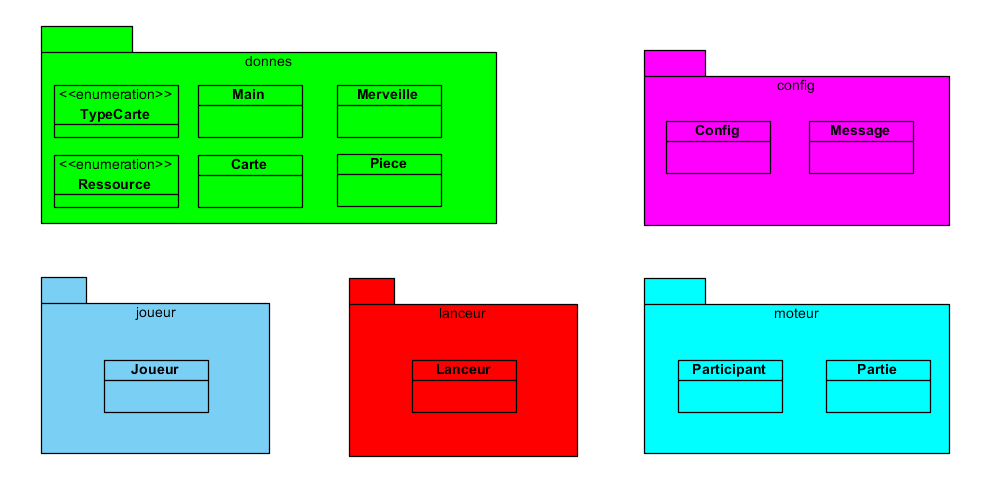 donnes
<<enumeration>>
TypeCarte
Main
Merveille
<<enumeration>>
Ressource
Carte
Piece
config
Config
Message
joueur
Joueur
lanceur
Lanceur
moteur
Participant
Partie